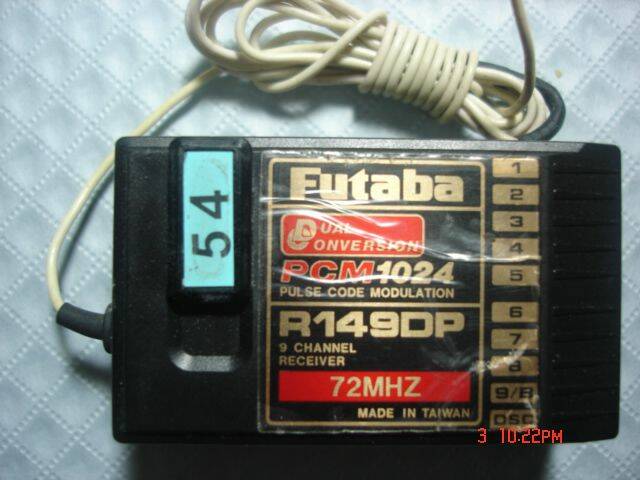 54
Futaba
DUAL
CONVERSION
PCM1024
PULSE CODE MODULATION
R149DP
9 CHANNEL
RECEIVER
72MHZ
MADE IN TAIWAN
1
2
3
4
5
6
7
8
9/B
DSC
3 10:22PM